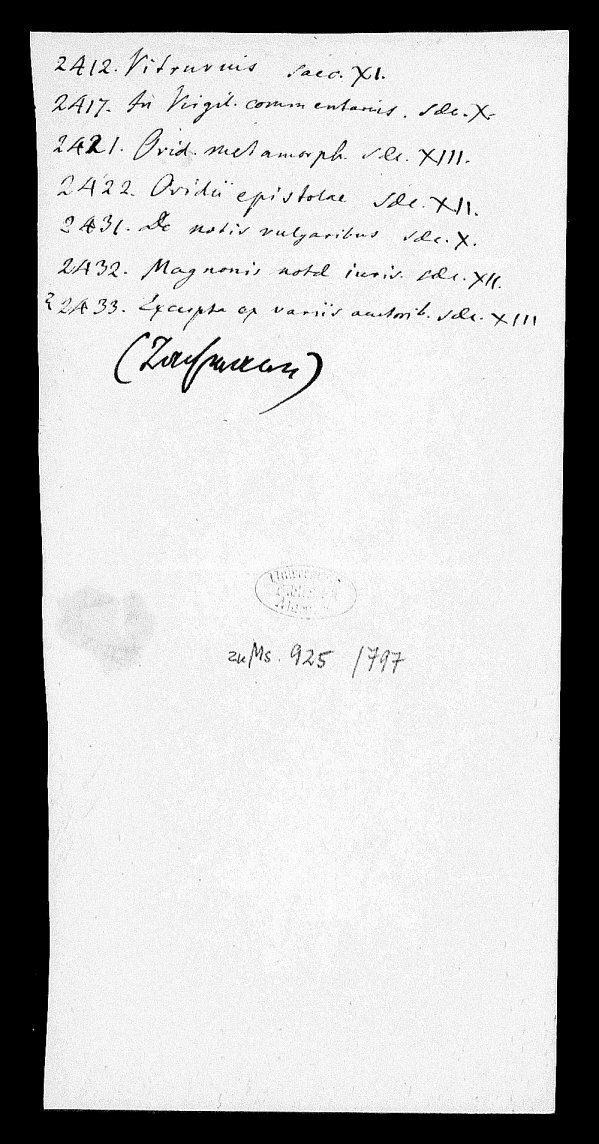 2412. Vitruvius saec. XI.
2417. In Virgil. commentarius. sec. X.
2421. Ovid. metamorph. sec. XIII.
2422. Ovidii epistolae sec. XII.
2431. De notis vulgaribus sec. X.
2432. Magnonis notae iuris. sec. XII.
2433. Excerpta ex variis auctorib. sec. XIII
zu Ms. 925 /797